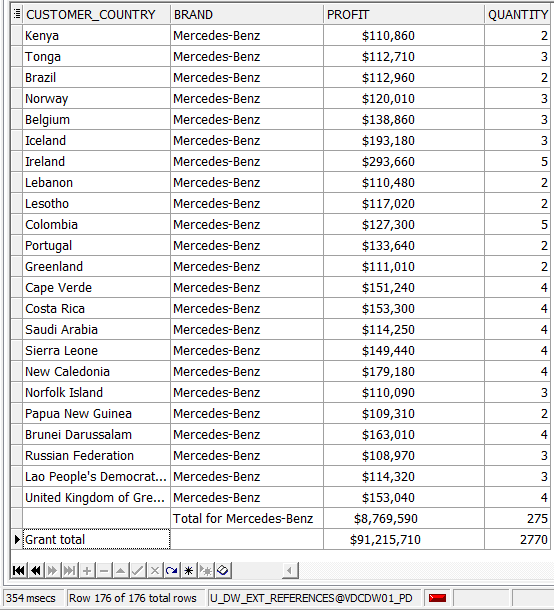 CUSTOMER_COUNTRY BRAND PROFIT QUANTITY
Kenya Mercedes-Benz $110,860 2
Tonga Mercedes-Benz $112,710 3
Brazil Mercedes-Benz $112,960 2
Norway Mercedes-Benz $120,010 3
Belgium Mercedes-Benz $138,860 3
Iceland Mercedes-Benz $193,180 3
Ireland Mercedes-Benz $293,660 5
Lebanon Mercedes-Benz $110,480 2
Lesotho Mercedes-Benz $117,020 2
Colombia Mercedes-Benz $127,300 5
Portugal Mercedes-Benz $133,640 2
Greenland Mercedes-Benz $111,010 2
Cape Verde Mercedes-Benz $151,240 4
Costa Rica Mercedes-Benz $153,300 4
Saudi Arabia Mercedes-Benz $114,250 4
Sierra Leone Mercedes-Benz $149,440 4
New Caledonia Mercedes-Benz $179,180 4
Norfolk Island Mercedes-Benz $110,090 3
Papua New Guinea Mercedes-Benz $109,310 2
Brunei Darussalam Mercedes-Benz $163,010 4
Russian Federation Mercedes-Benz $108,970 3
Lao People's Democrat... Mercedes-Benz $114,320 3
United Kingdom of Gre... Mercedes-Benz $153,040 4
Total for Mercedes-Benz $8,769,590 275
Grant total $91,215,710 2770
354 msecs Row 176 of 176 total rows U_DW_EXT_REFERENCES@VDCDW01_PD